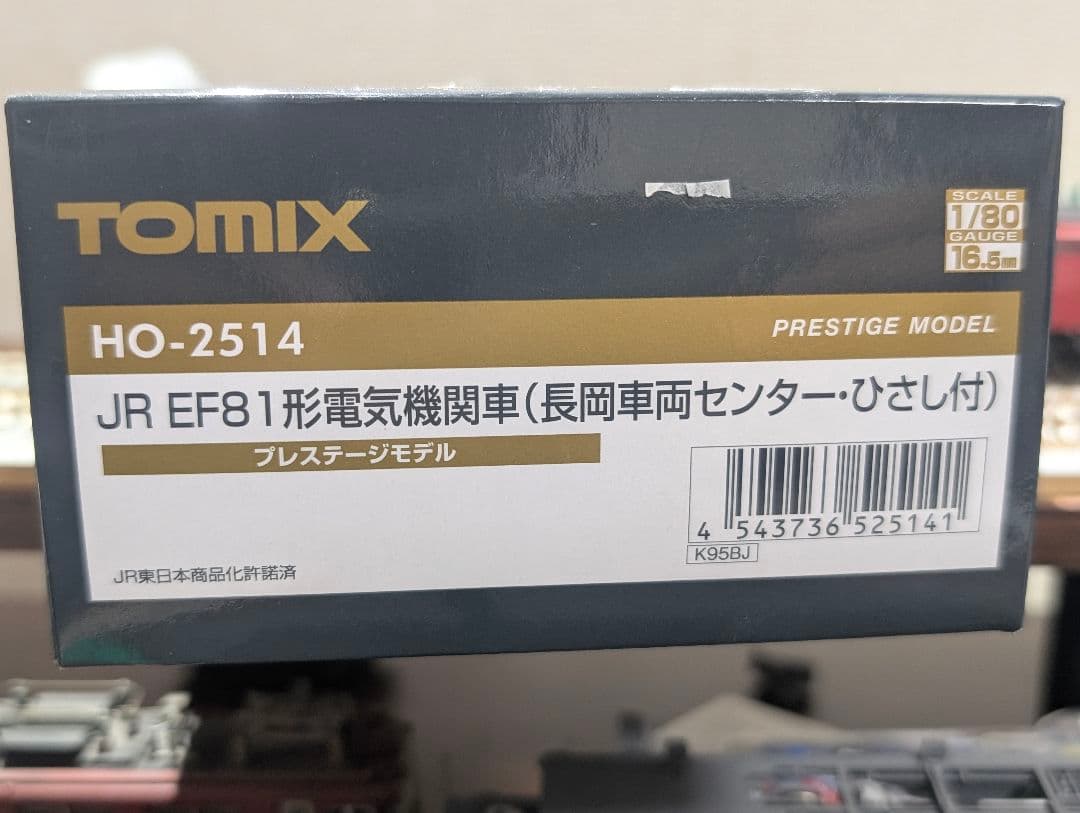 TOMIX
SCALE
1/80
GAUGE
16.5mm
HO-2514
PRESTIGE MODEL
JR EF81形電気機関車(長岡車両センター・ひさし付)
プレステージモデル
4 543736 525141
K95BJ
JR東日本商品化許諾済